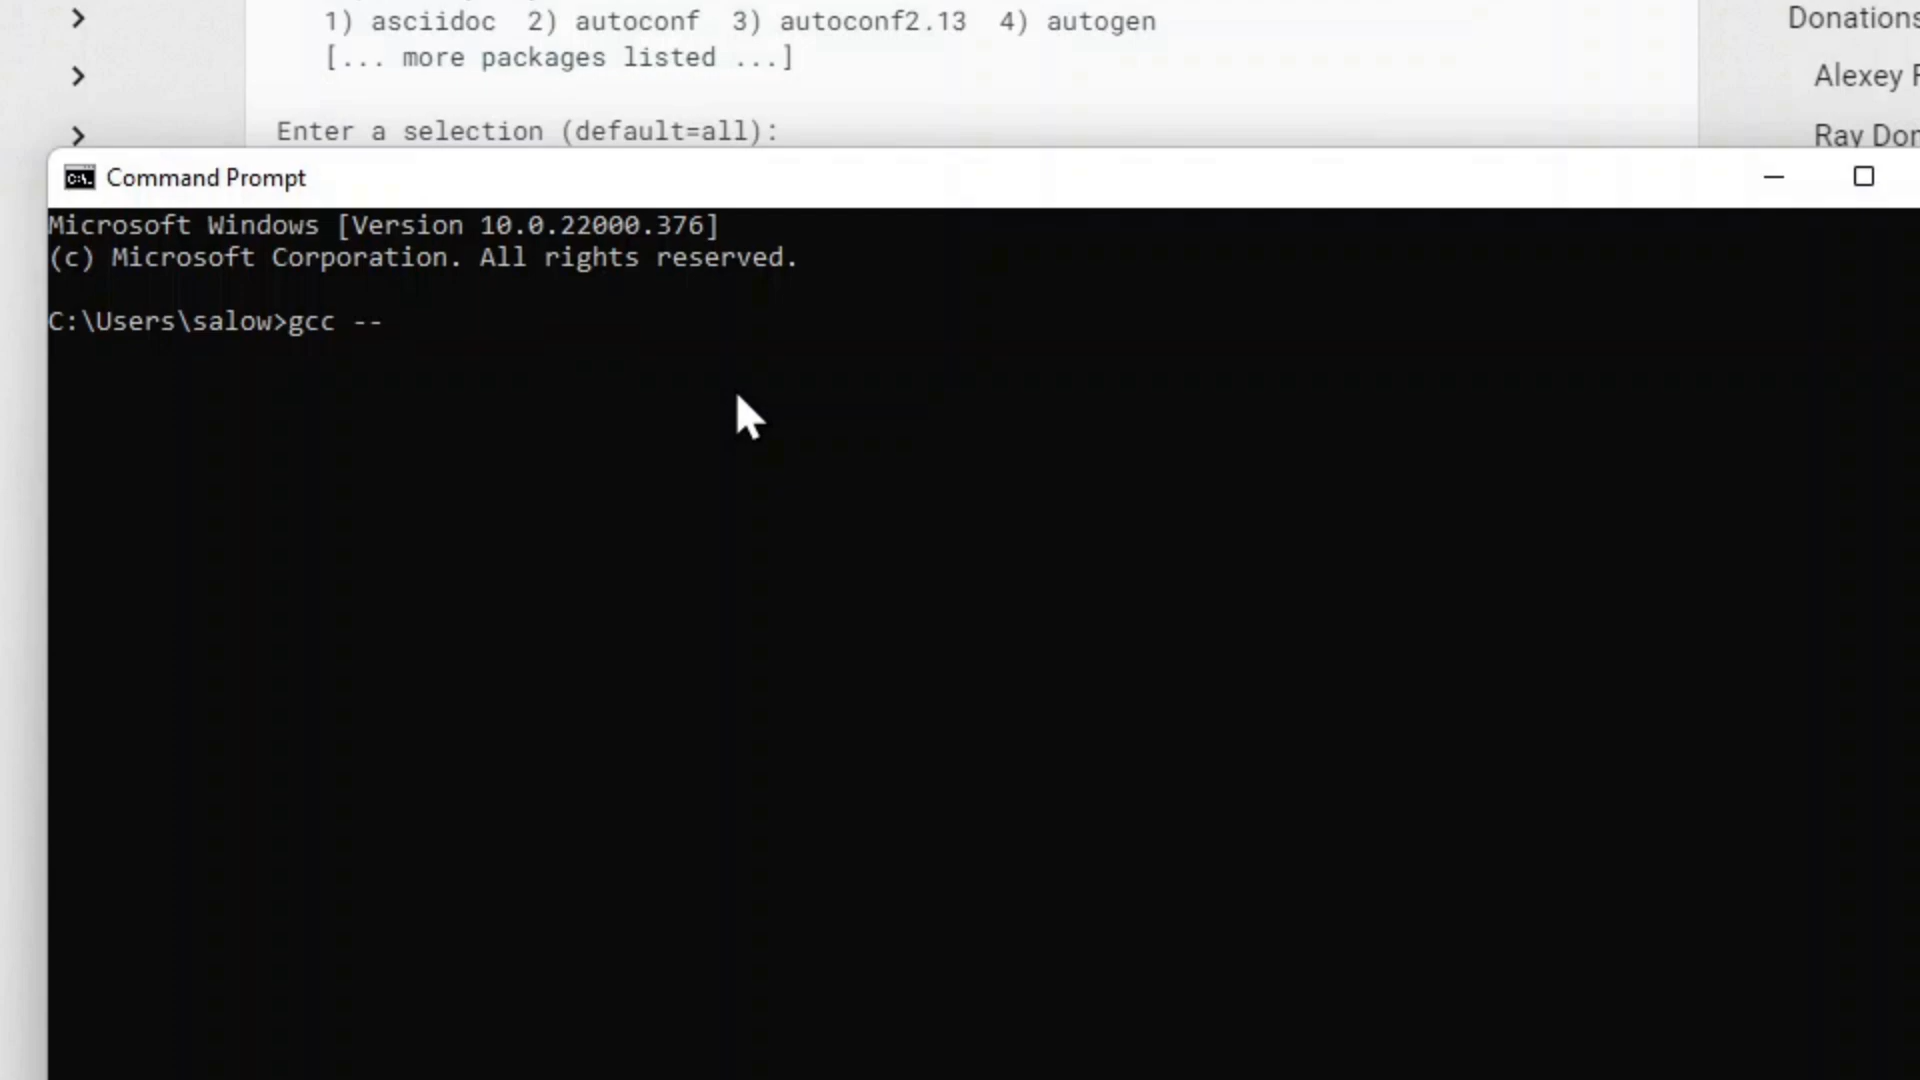 1) asciidoc 2) autoconf 3) autoconf2.13 4) autogen
[... more packages listed ...]
Enter a selection (default=all):
Donations
Alexey
Ray
Command Prompt
Microsoft Windows [Version 10.0.22000.376]
(c) Microsoft Corporation. All rights reserved.
C:\Users\salow>gcc --